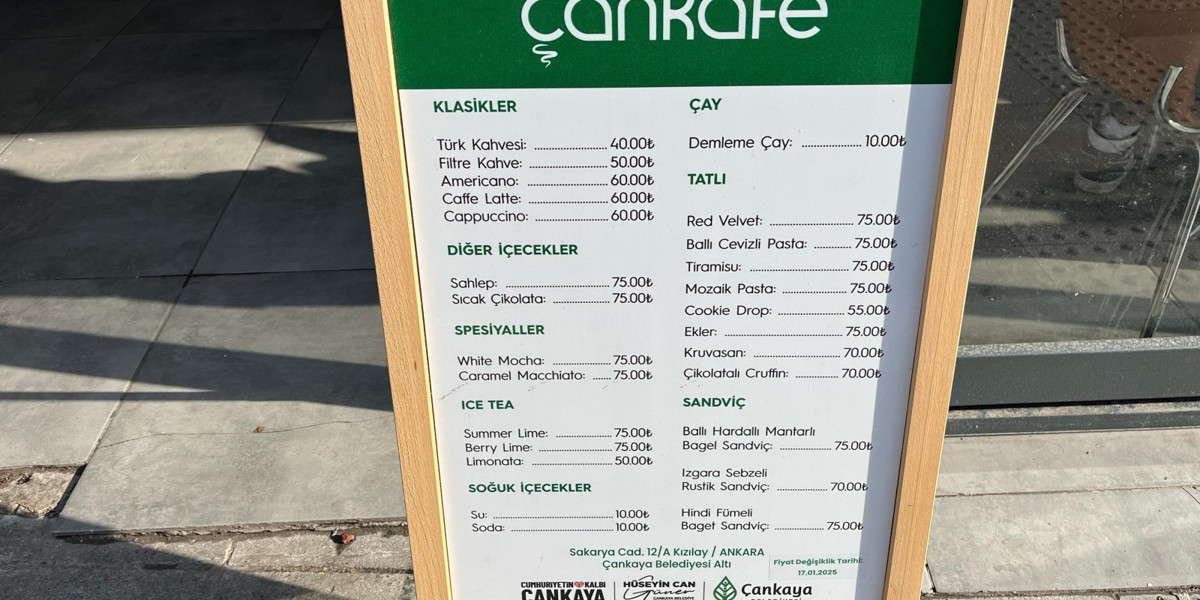 Çankafe
KLASİKLER
Türk Kahvesi: 40.00₺
Filtre Kahve: 50.00₺
Americano: 60.00₺
Caffe Latte: 60.00₺
Cappuccino: 60.00₺
DİĞER İÇECEKLER
Sahlep: 75.00₺
Sıcak Çikolata: 75.00₺
SPESİYALLER
White Mocha: 75.00₺
Caramel Macchiato: 75.00₺
ICE TEA
Summer Lime: 75.00₺
Berry Lime: 75.00₺
Limonata: 50.00₺
SOĞUK İÇECEKLER
Su: 10.00₺
Soda: 10.00₺
ÇAY
Demleme Çay: 10.00₺
TATLI
Red Velvet: 75.00₺
Ballı Cevizli Pasta: 75.00₺
Tiramisu: 75.00₺
Mozaik Pasta: 75.00₺
Cookie Drop: 55.00₺
Ekler: 75.00₺
Kruvasan: 70.00₺
Çikolatalı Cruffin: 70.00₺
SANDVİÇ
Ballı Hardallı Mantarlı
Bagel Sandviç: 75.00₺
Izgara Sebzeli
Rustik Sandviç: 70.00₺
Hindi Fümeli
Baget Sandviç: 75.00₺
Sakarya Cad. 12/A Kızılay / ANKARA
Çankaya Belediyesi Altı
Fiyat Değişiklik Tarihi:
17.01.2025
CUMHURİYETİN KALBİ
ÇANKAYA
HÜSEYİN CAN
Güner
ÇANKAYA BELEDİYE
Çankaya
BELEDİYESİ